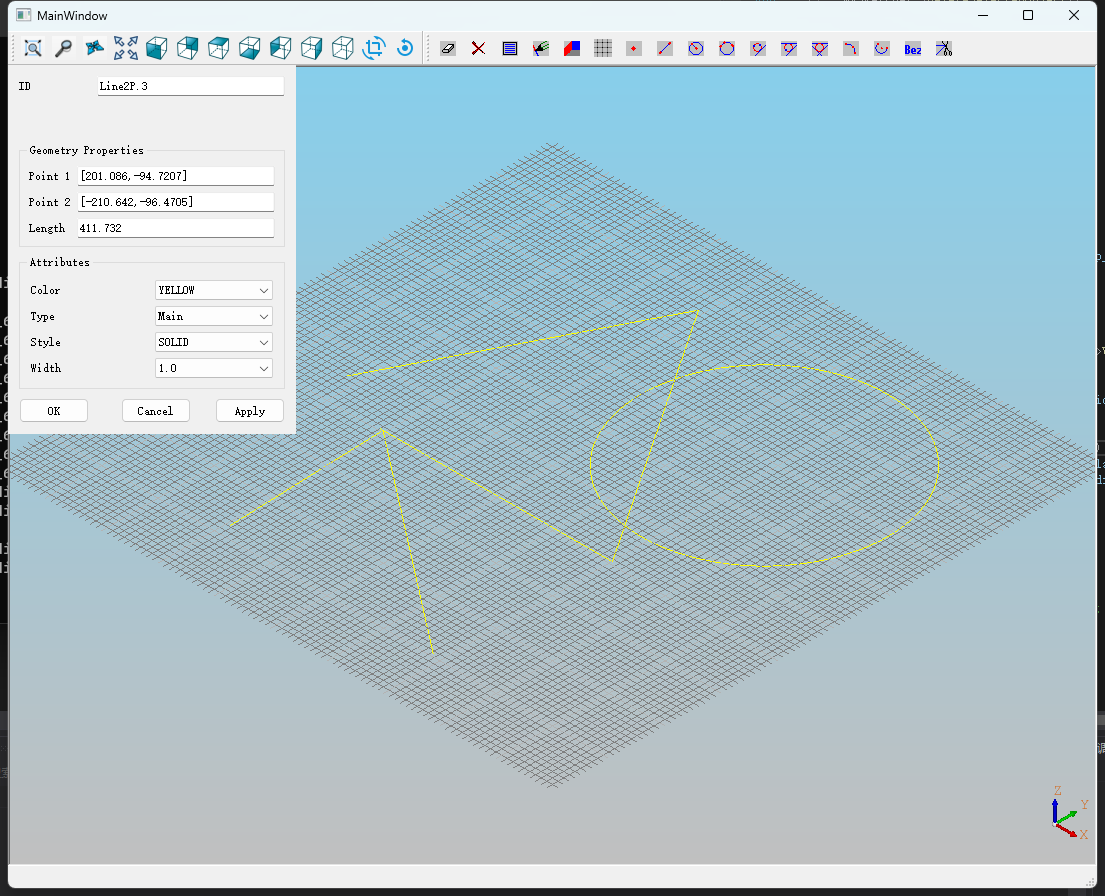 MainWindow
Bez
ID Line2P.3
Geometry Properties
Point 1 [201.086,-94.7207]
Point 2 [-210.642,-96.4705]
Length 411.732
Attributes
Color YELLOW
Type Main
Style SOLID
Width 1.0
OK Cancel Apply
Z
Y
X